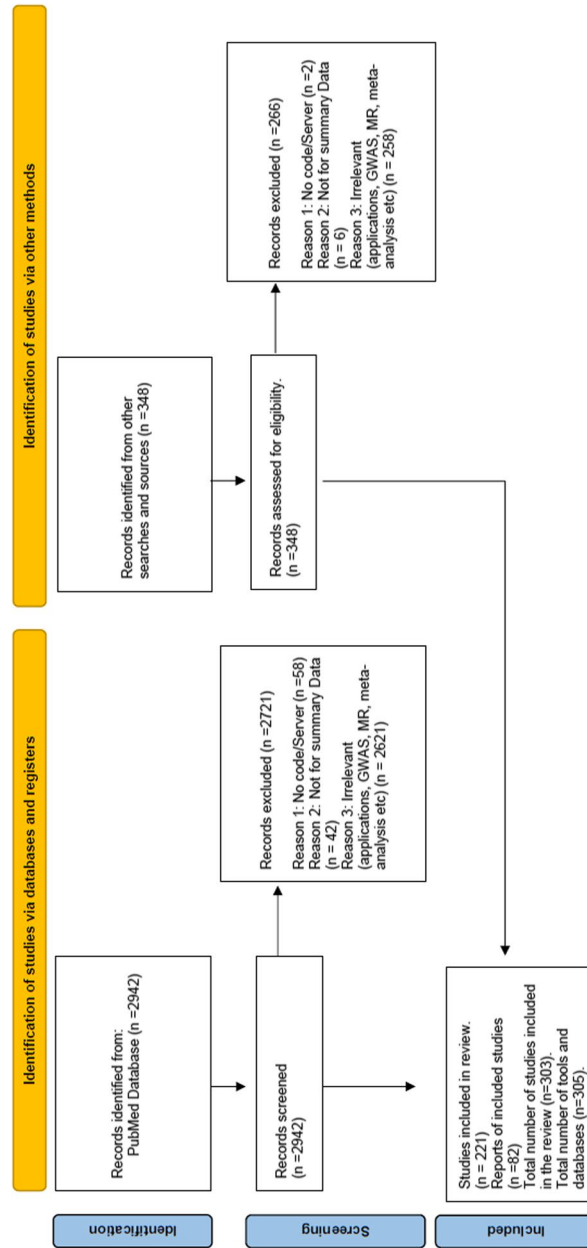 Identification of studies via databases and registers
Identification of studies via other methods
Identification
Records identified from:
PubMed Database (n =2942)
Records identified from other
searches and sources (n =348)
Screening
Records screened
(n =2942)
Records excluded (n =2721)
Reason 1: No code/Server (n =58)
Reason 2: Not for summary Data
(n = 42)
Reason 3: Irrelevant
(applications, GWAS, MR, meta-
analysis etc) (n = 2621)
Records assessed for eligibility.
(n =348)
Records excluded (n =266)
Reason 1: No code/Server (n =2)
Reason 2: Not for summary Data
(n = 6)
Reason 3: Irrelevant
(applications, GWAS, MR, meta-
analysis etc) (n = 258)
Included
Studies included in review.
(n = 221)
Reports of included studies
(n =82)
Total number of studies included
in the review (n=303).
Total number of tools and
databases (n=305).